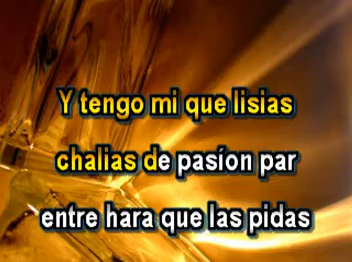 Y tengo mi que lisias
chalias de pasíon par
entre hara que las pidas